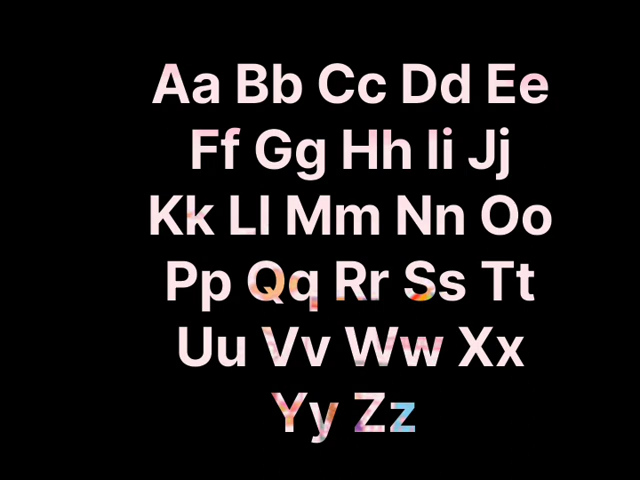 Aa Bb Cc Dd Ee
Ff Gg Hh Ii Jj
Kk Ll Mm Nn Oo
Pp Qq Rr Ss Tt
Uu Vv Ww Xx
Yy Zz